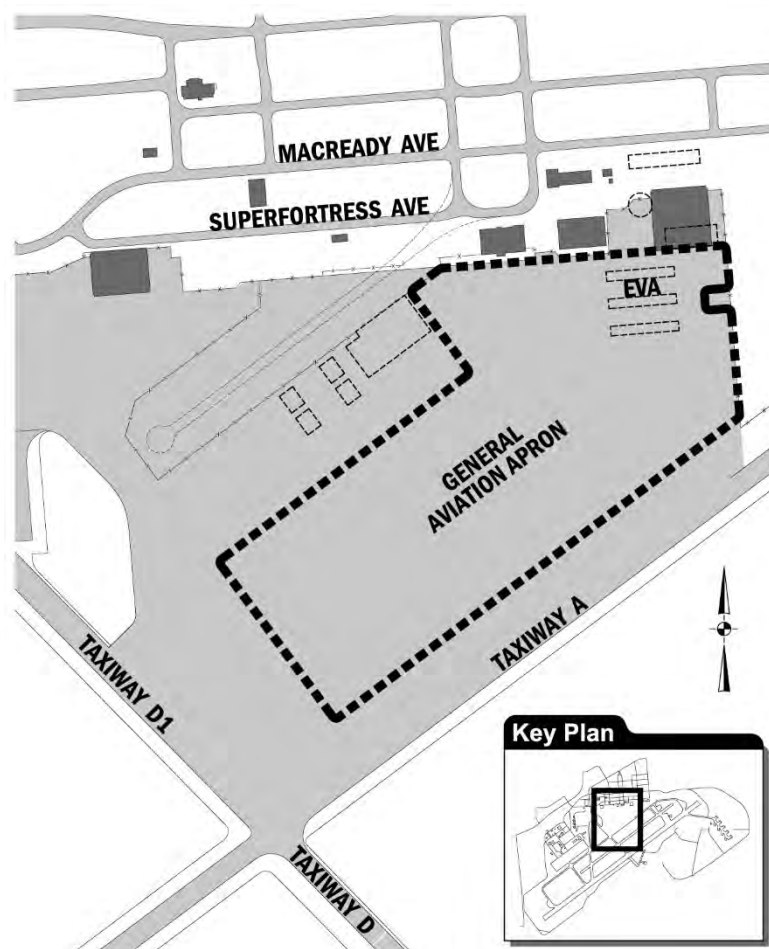 MACREADY AVE
SUPERFORTRESS AVE
EVA
GENERAL
AVIATION APRON
TAXIWAY A
TAXIWAY D1
TAXIWAY D
Key Plan